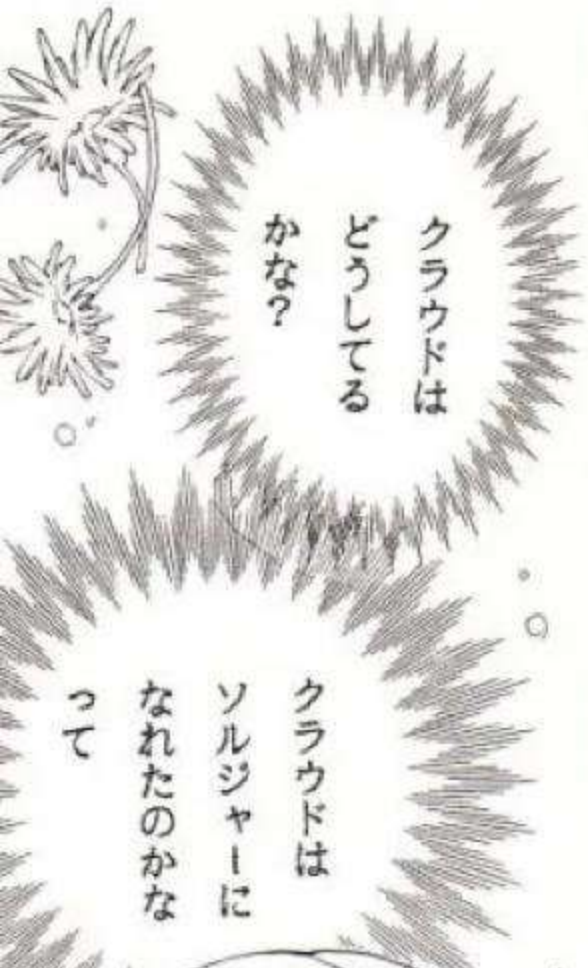 クラウドは
どうしてる
かな？
クラウドは
ソルジャーに
なれたのかな
って